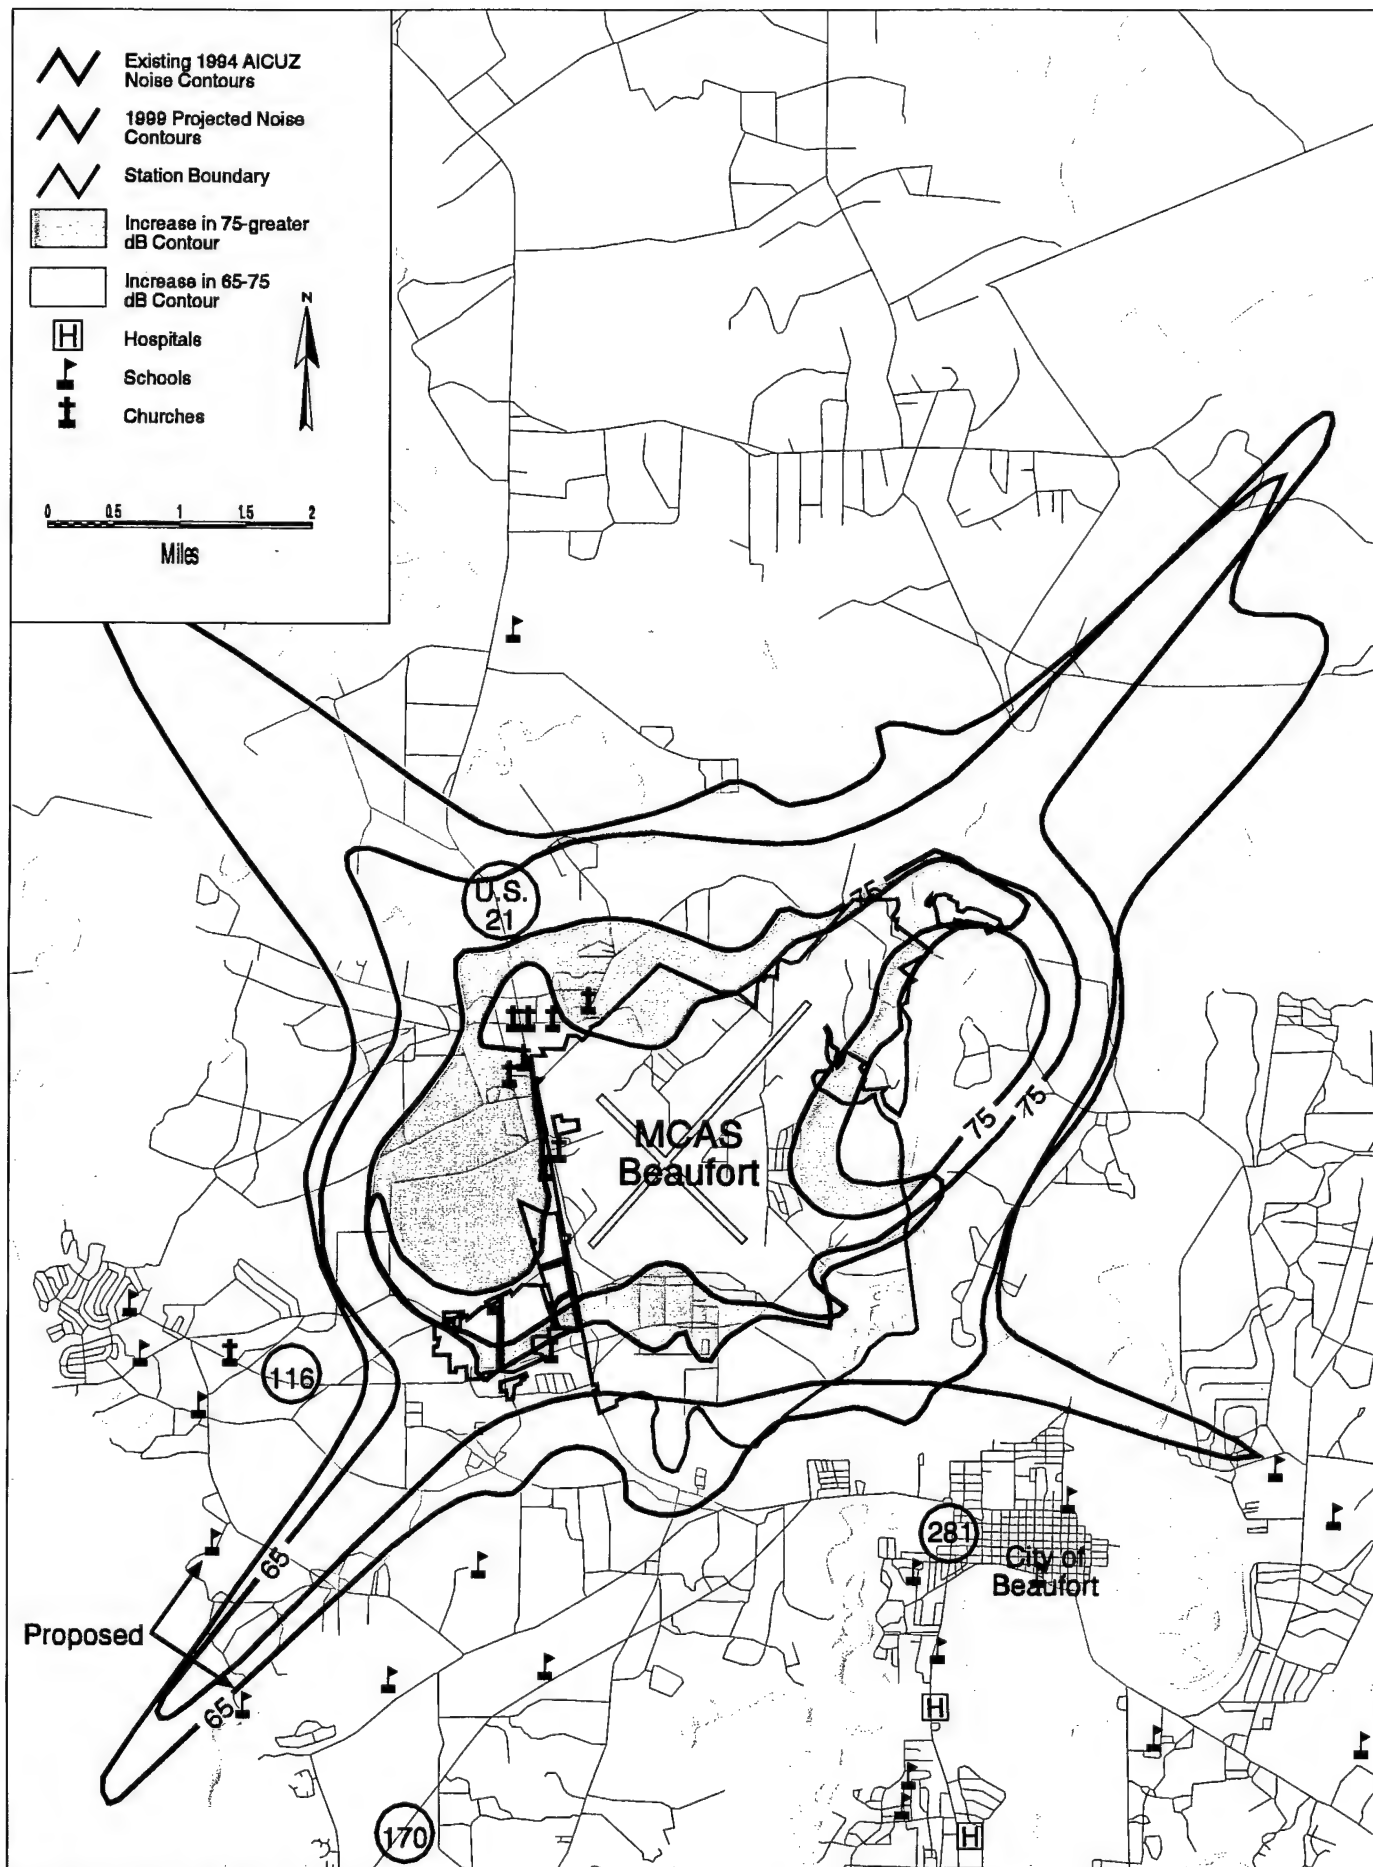 Existing 1994 AICUZ
Noise Contours
1999 Projected Noise
Contours
Station Boundary
Increase in 75-greater
dB Contour
Increase in 65-75
dB Contour
N
H
Hospitals
Schools
Churches
0 0.5 1 1.5 2
Miles
U.S.
21
75
MCAS
Beaufort
75
75
116
65
281
City of
Beaufort
Proposed
65
H
170
H